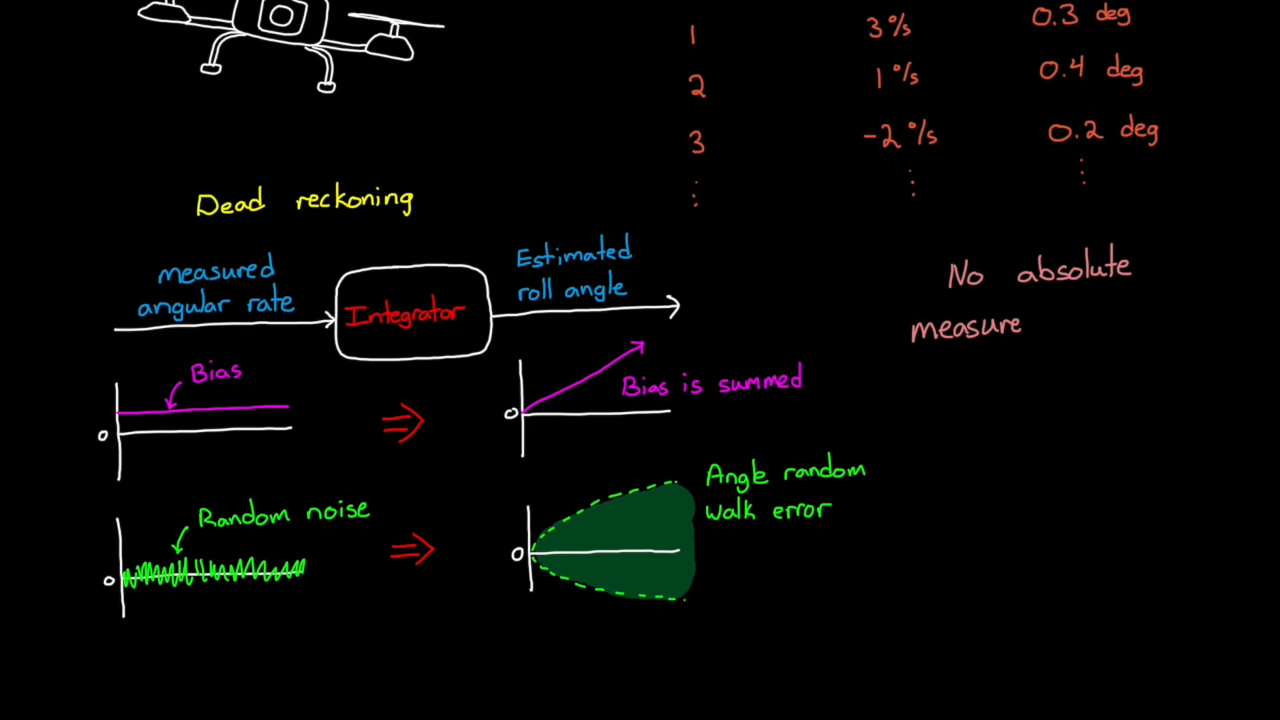 1 3°/s 0.3 deg
2 1°/s 0.4 deg
3 -2°/s 0.2 deg
⋮ ⋮ ⋮
Dead reckoning
measured
angular rate
Integrator
Estimated
roll angle
No absolute
measure
Bias
0
0
Bias is summed
Random noise
0
0
Angle random
walk error